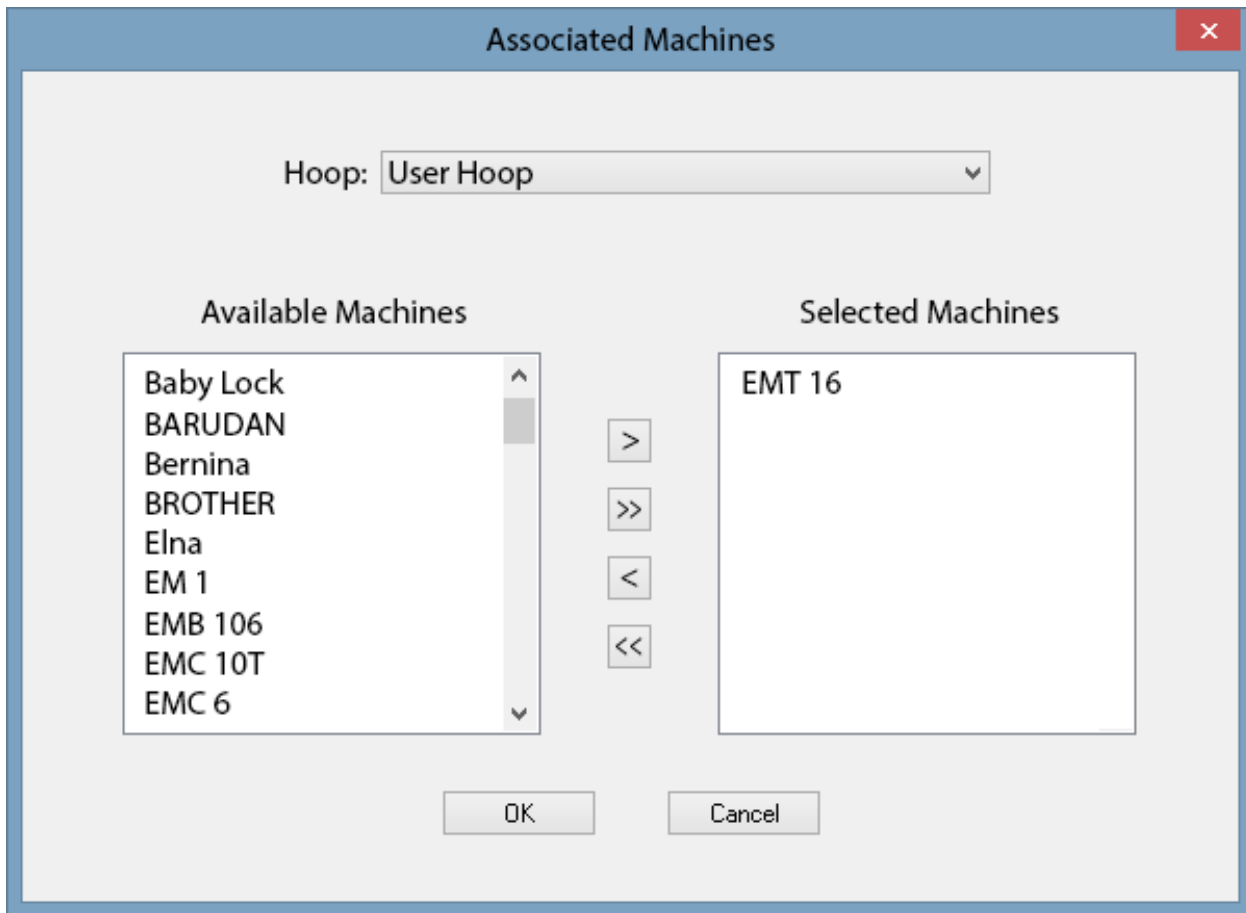 Associated Machines
Hoop: User Hoop
Available Machines
Selected Machines
Baby Lock
BARUDAN
Bernina
BROTHER
Elna
EM 1
EMB 106
EMC 10T
EMC 6
>
>>
<
<<
EMT 16
OK
Cancel